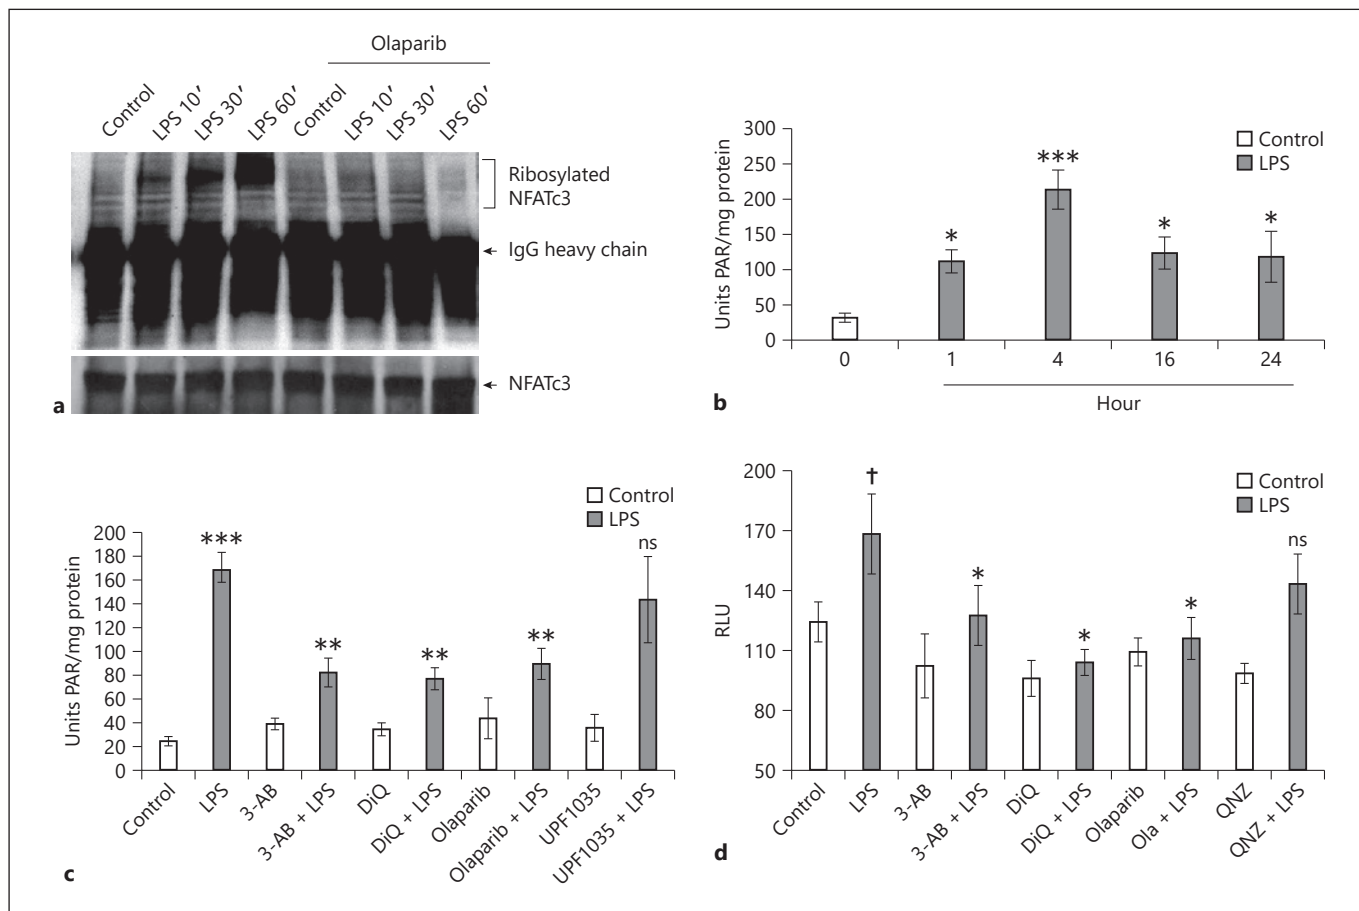 Olaparib
Control
LPS 10′
LPS 30′
LPS 60′
Control
LPS 10′
LPS 30′
LPS 60′
Ribosylated
NFATc3
IgG heavy chain
NFATc3
a
Units PAR/mg protein
300
250
200
150
100
50
0
Control
LPS
*
***
*
*
0 1 4 16 24
Hour
b
Units PAR/mg protein
200
180
160
140
120
100
80
60
40
20
0
Control
LPS
***
**
**
**
ns
Control
LPS
3-AB
3-AB + LPS
DiQ
DiQ + LPS
Olaparib
Olaparib + LPS
UPF1035
UPF1035 + LPS
c
RLU
200
170
140
110
80
50
Control
LPS
†
*
*
*
ns
Control
LPS
3-AB
3-AB + LPS
DiQ
DiQ + LPS
Olaparib
Ola + LPS
QNZ
QNZ + LPS
d